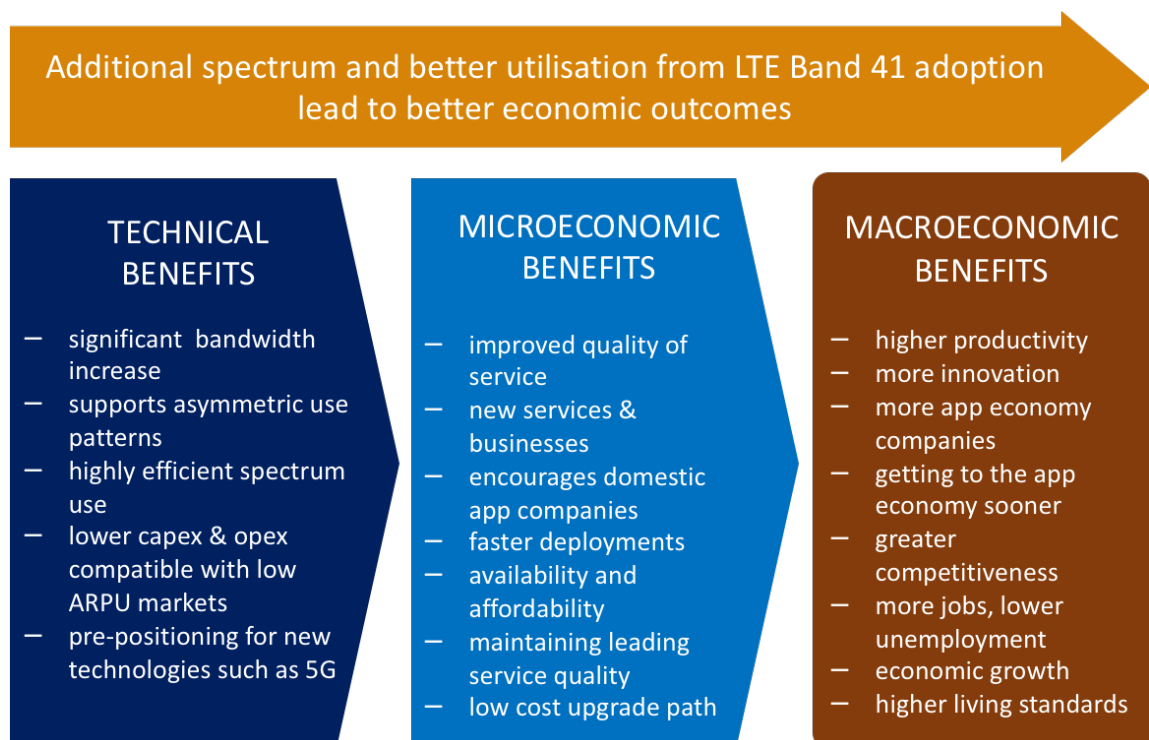 Additional spectrum and better utilisation from LTE Band 41 adoption
lead to better economic outcomes
TECHNICAL
BENEFITS
– significant bandwidth
increase
– supports asymmetric use
patterns
– highly efficient spectrum
use
– lower capex & opex
compatible with low
ARPU markets
– pre-positioning for new
technologies such as 5G
MICROECONOMIC
BENEFITS
– improved quality of
service
– new services &
businesses
– encourages domestic
app companies
– faster deployments
– availability and
affordability
– maintaining leading
service quality
– low cost upgrade path
MACROECONOMIC
BENEFITS
– higher productivity
– more innovation
– more app economy
companies
– getting to the app
economy sooner
– greater
competitiveness
– more jobs, lower
unemployment
– economic growth
– higher living standards